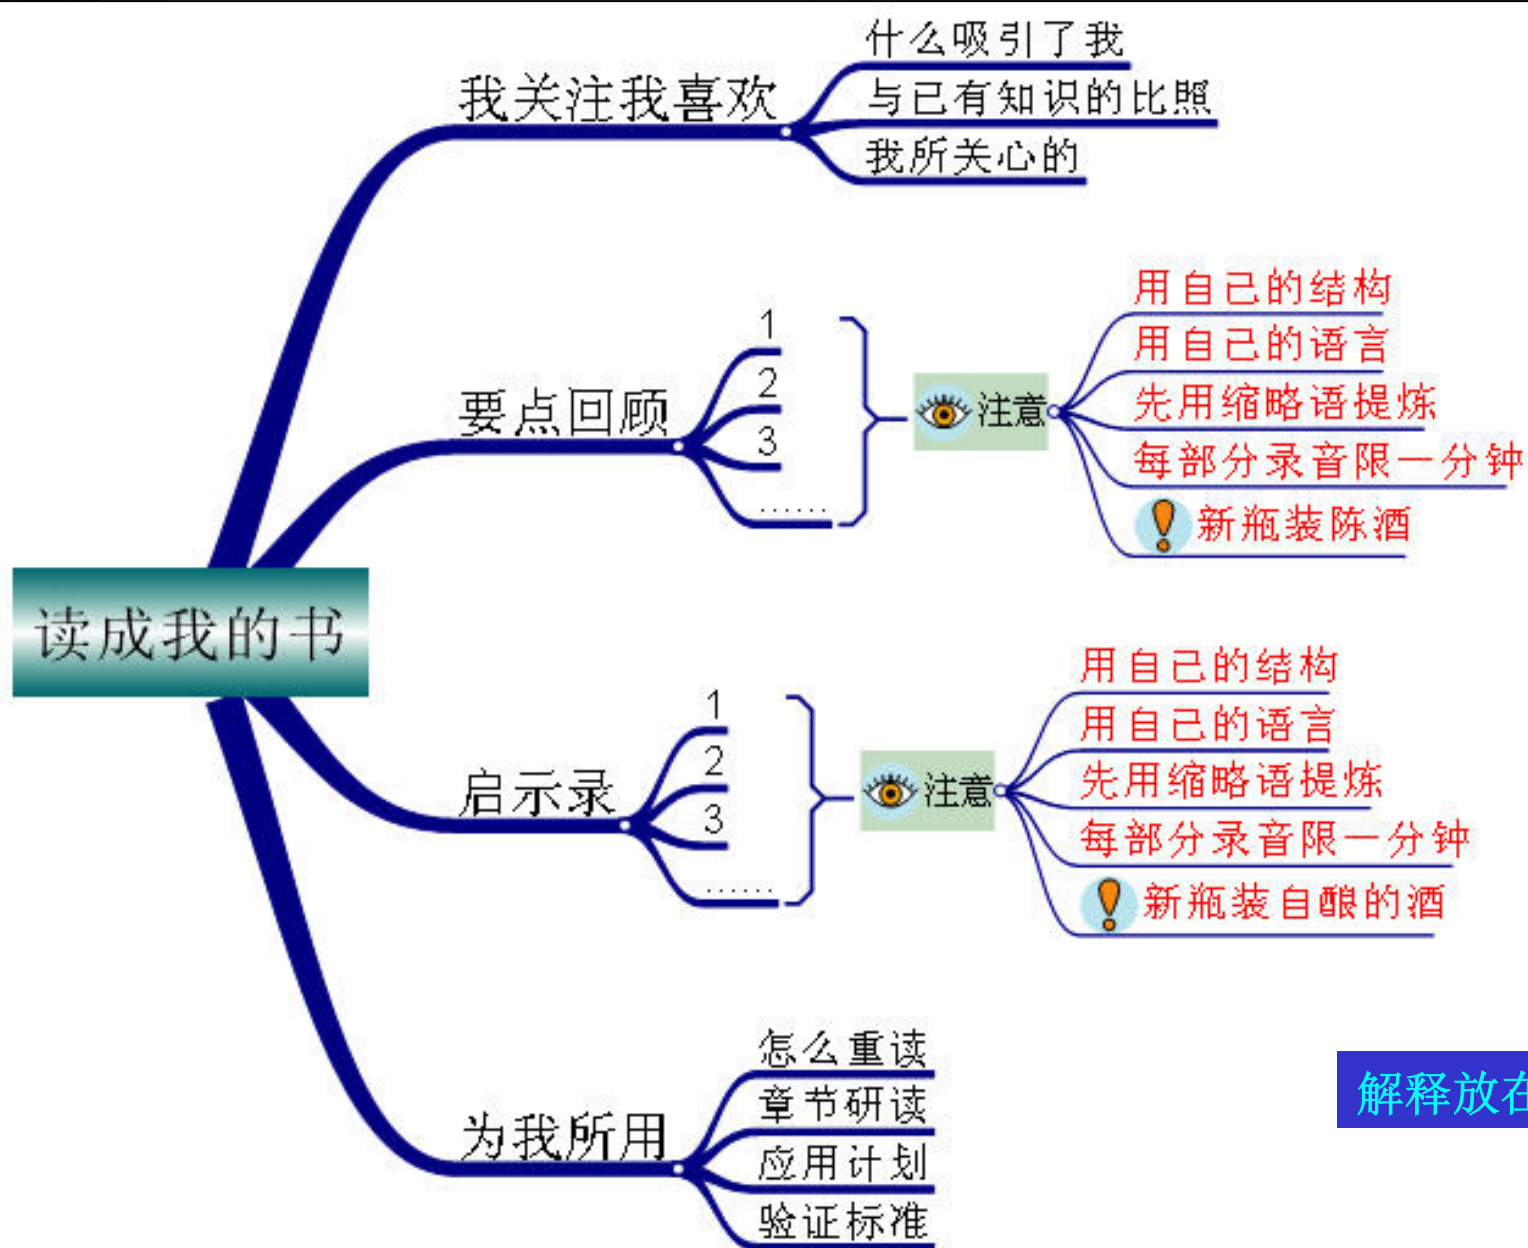 什么吸引了我
我关注我喜欢
与已有知识的比照
我所关心的
要点回顾
1
2
3
......
注意
用自己的结构
用自己的语言
先用缩略语提炼
每部分录音限一分钟
新瓶装陈酒
读成我的书
启示录
1
2
3
......
注意
用自己的结构
用自己的语言
先用缩略语提炼
每部分录音限一分钟
新瓶装自酿的酒
为我所用
怎么重读
章节研读
应用计划
验证标准
解释放在